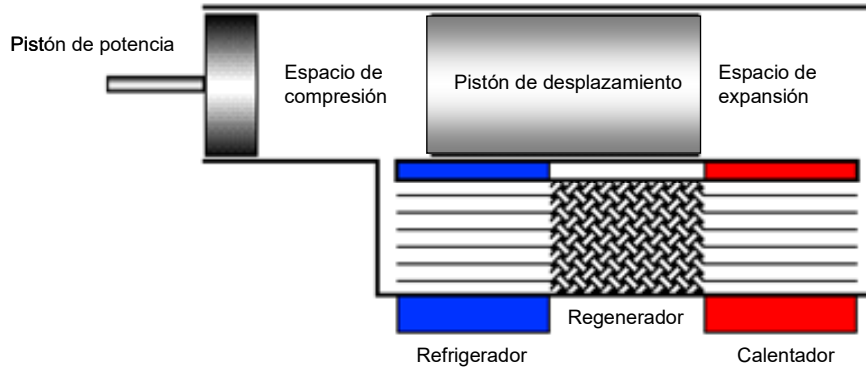 Pistón de potencia
Espacio de
compresión
Pistón de desplazamiento
Espacio de
expansión
Regenerador
Refrigerador
Calentador